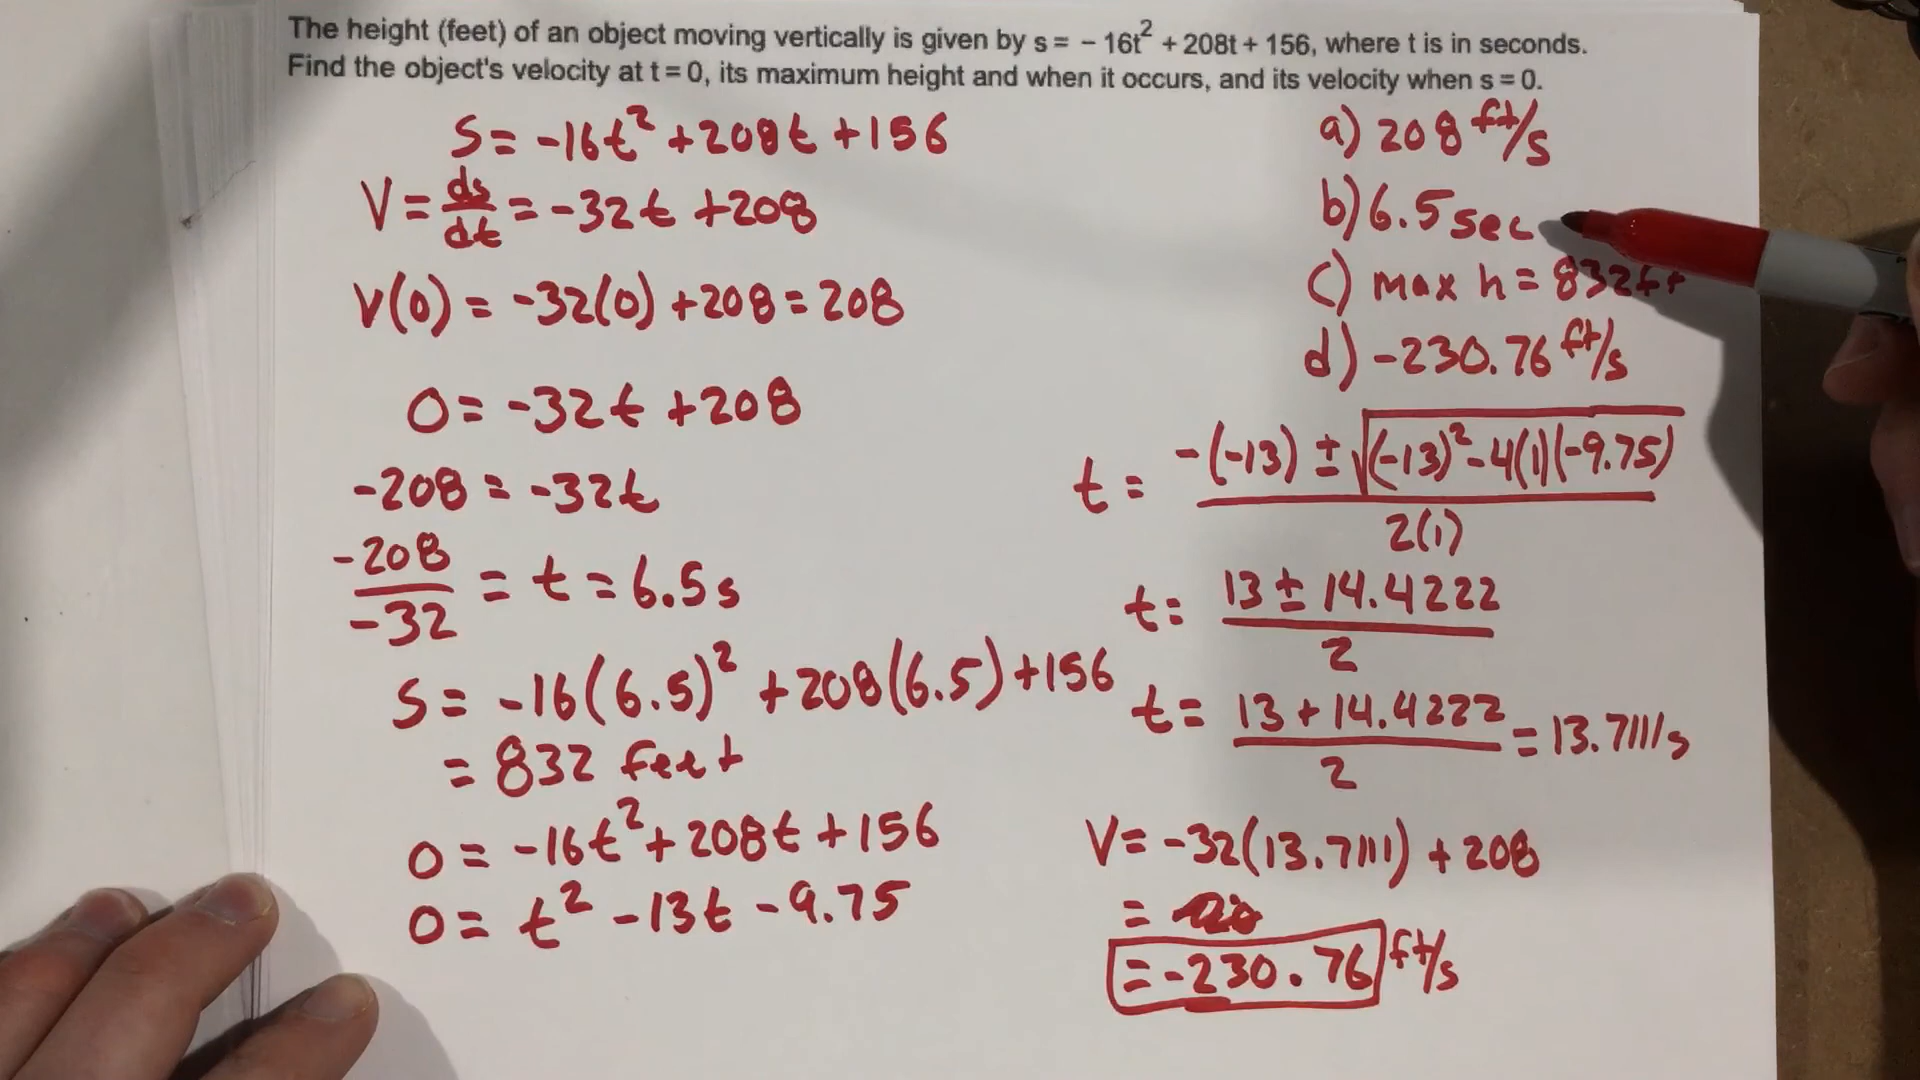 The height (feet) of an object moving vertically is given by s = - 16t² + 208t + 156, where t is in seconds.
Find the object's velocity at t = 0, its maximum height and when it occurs, and its velocity when s = 0.
S = -16t² + 208t + 156
V = ds/dt = -32t + 208
V(0) = -32(0) + 208 = 208
0 = -32t + 208
-208 = -32t
-208/-32 = t = 6.5s
S = -16(6.5)² + 208(6.5) + 156
= 832 feet
0 = -16t² + 208t + 156
0 = t² - 13t - 9.75
a) 208 ft/s
b) 6.5 sec
c) max h = 832ft
d) -230.76 ft/s
t = -(-13) ± √(-13)² - 4(1)(-9.75)
2(1)
t = 13 ± 14.4222
2
t = 13 + 14.4222 = 13.7111s
2
V = -32(13.7111) + 208
=
= -230.76 ft/s